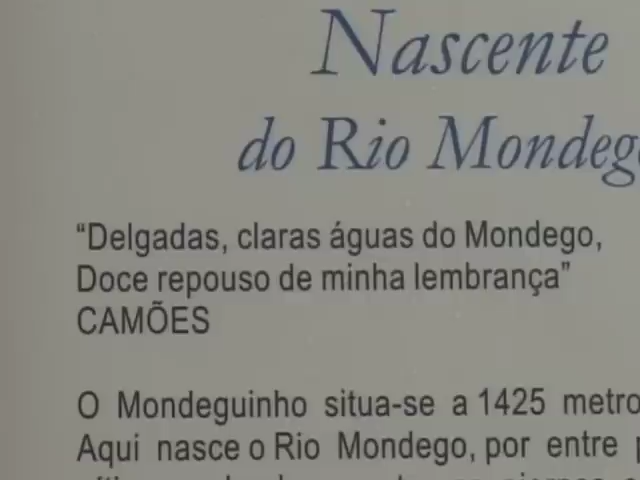 Nascente
do Rio Mondego
“Delgadas, claras águas do Mondego,
Doce repouso de minha lembrança”
CAMÕES
O Mondeguinho situa-se a 1425 metro
Aqui nasce o Rio Mondego, por entre